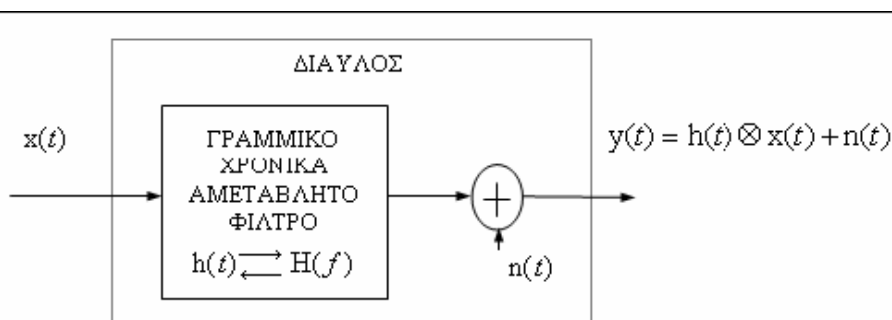 ΔΙΑΥΛΟΣ
x(t)
ΓΡΑΜΜΙΚΟ
ΧΡΟΝΙΚΑ
ΑΜΕΤΑΒΛΗΤΟ
ΦΙΛΤΡΟ
h(t) ⇄ H(f)
+
n(t)
y(t) = h(t) ⊗ x(t) + n(t)